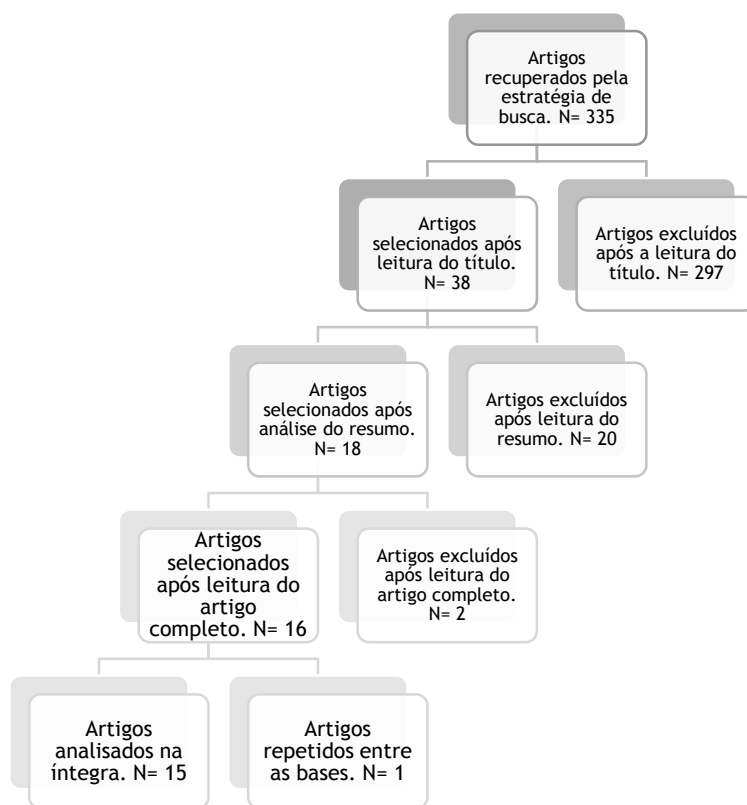 Artigos
recuperados pela
estratégia de
busca. N= 335
Artigos
selecionados após
leitura do título.
N= 38
Artigos excluídos
após a leitura do
título. N= 297
Artigos
selecionados após
análise do resumo.
N= 18
Artigos excluídos
após leitura do
resumo. N= 20
Artigos
selecionados
após leitura do
artigo
completo. N= 16
Artigos excluídos
após leitura do
artigo completo.
N= 2
Artigos
analisados na
íntegra. N= 15
Artigos
repetidos entre
as bases. N= 1